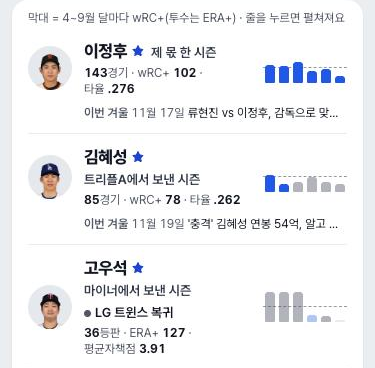 막대 = 4~9월 달마다 wRC+(투수는 ERA+) · 줄을 누르면 펼쳐져요
이정후 ★ 제 몫 한 시즌
143경기 · wRC+ 102 ·
타율 .276
이번 겨울 11월 17일 류현진 vs 이정후, 감독으로 맞...
김혜성 ★
트리플A에서 보낸 시즌
85경기 · wRC+ 78 · 타율 .262
이번 겨울 11월 19일 '충격' 김혜성 연봉 54억, 알고 ...
고우석 ★
마이너에서 보낸 시즌
● LG 트윈스 복귀
36등판 · ERA+ 127 ·
평균자책점 3.91